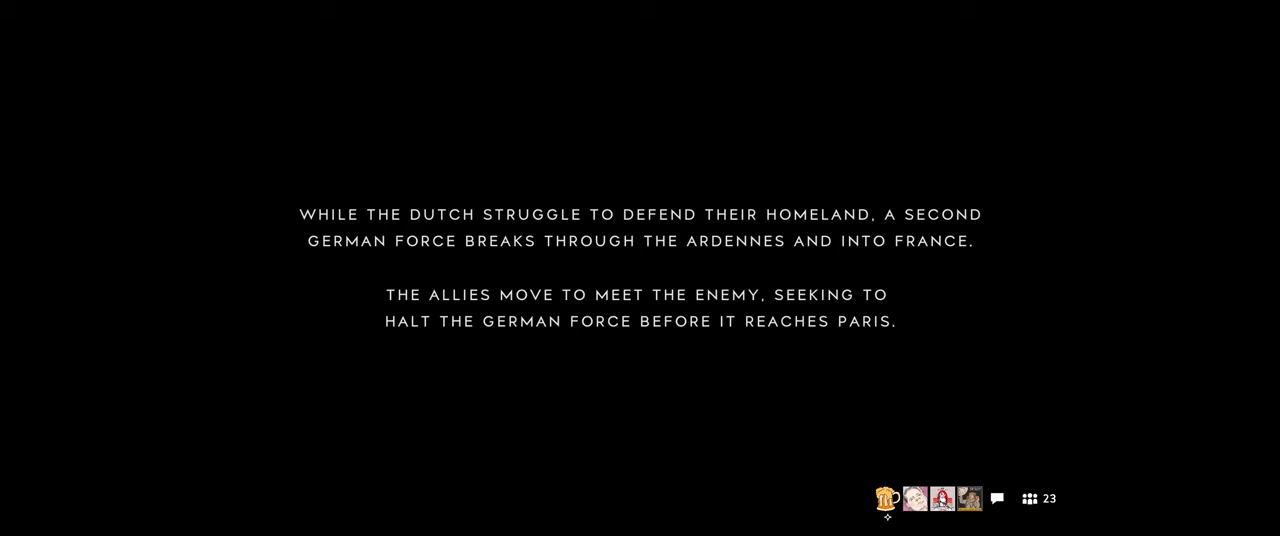 WHILE THE DUTCH STRUGGLE TO DEFEND THEIR HOMELAND, A SECOND
GERMAN FORCE BREAKS THROUGH THE ARDENNES AND INTO FRANCE.
THE ALLIES MOVE TO MEET THE ENEMY, SEEKING TO
HALT THE GERMAN FORCE BEFORE IT REACHES PARIS.
23